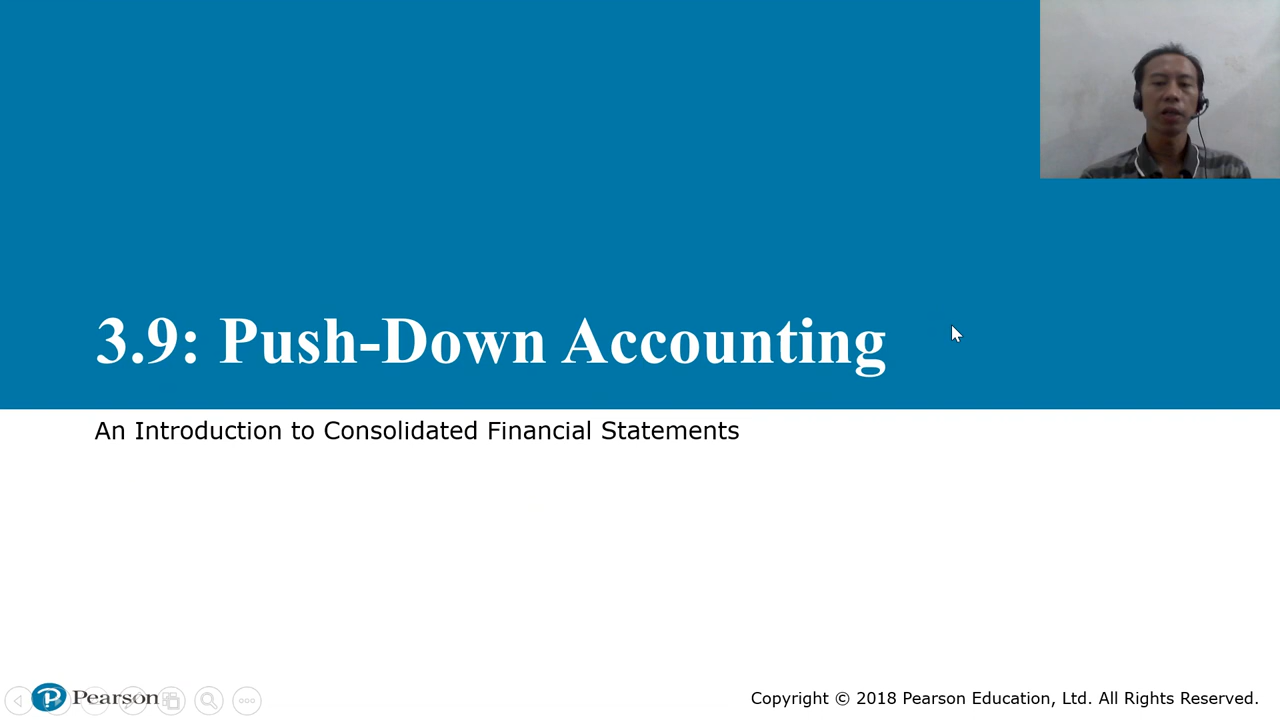 3.9: Push-Down Accounting
An Introduction to Consolidated Financial Statements
Pearson
Copyright © 2018 Pearson Education, Ltd. All Rights Reserved.